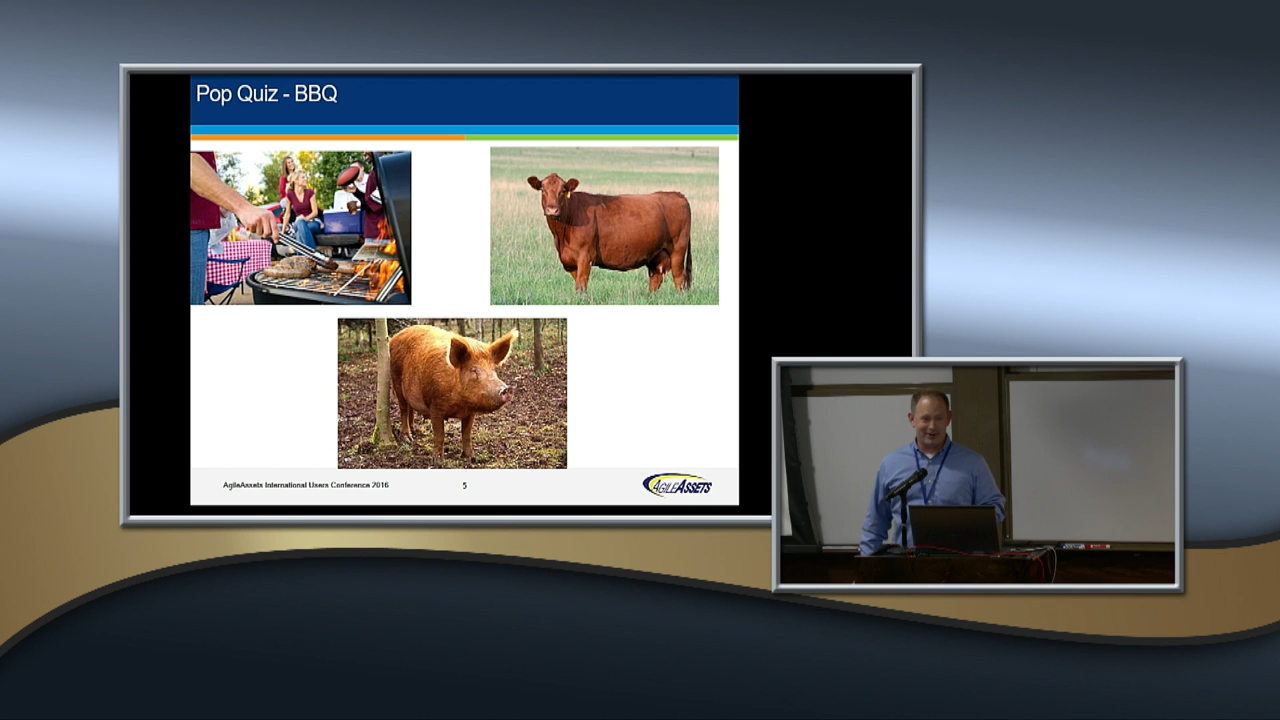 Pop Quiz - BBQ
AgileAssets International Users Conference 2016
5
AGILEASSETS